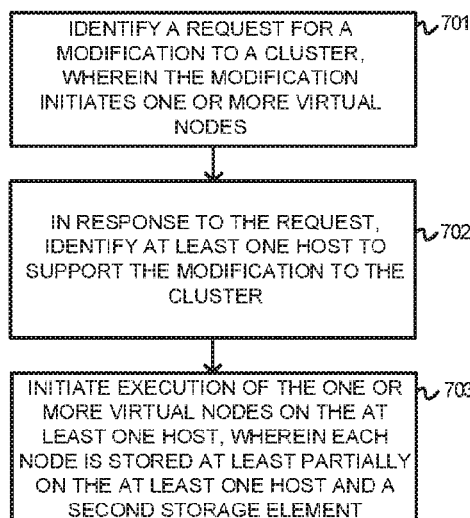 IDENTIFY A REQUEST FOR A
MODIFICATION TO A CLUSTER,
WHEREIN THE MODIFICATION
INITIATES ONE OR MORE VIRTUAL
NODES
701
IN RESPONSE TO THE REQUEST,
IDENTIFY AT LEAST ONE HOST TO
SUPPORT THE MODIFICATION TO THE
CLUSTER
702
INITIATE EXECUTION OF THE ONE OR
MORE VIRTUAL NODES ON THE AT
LEAST ONE HOST, WHEREIN EACH
NODE IS STORED AT LEAST PARTIALLY
ON THE AT LEAST ONE HOST AND A
SECOND STORAGE ELEMENT
703